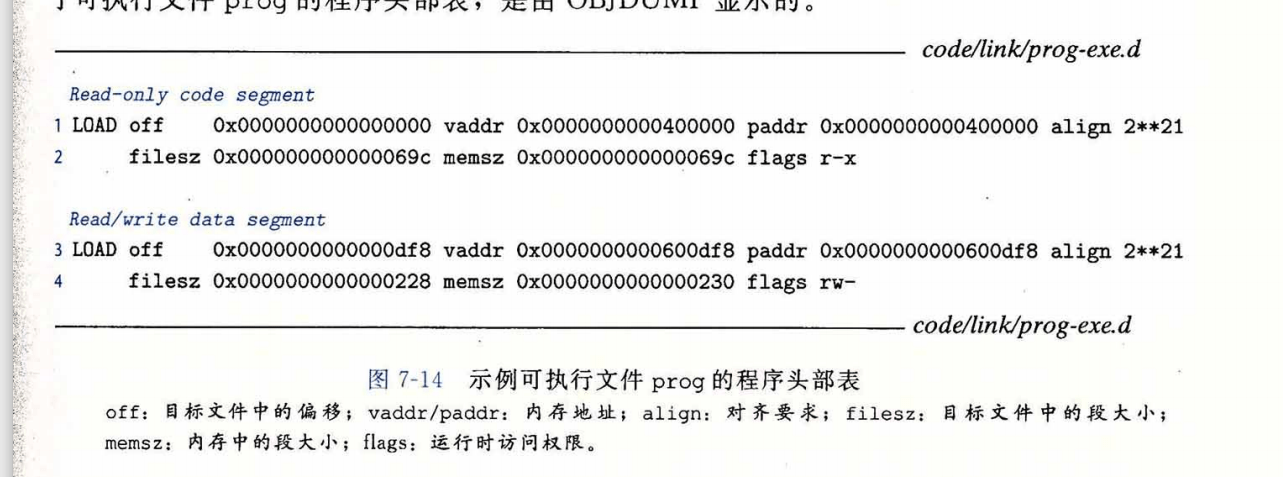 了可执行文件 prog 的程序头部表，是由 OBJDUMP 显示的。
code/link/prog-exe.d
Read-only code segment
1 LOAD off 0x0000000000000000 vaddr 0x0000000000400000 paddr 0x0000000000400000 align 2**21
2 filesz 0x000000000000069c memsz 0x000000000000069c flags r-x
Read/write data segment
3 LOAD off 0x0000000000000df8 vaddr 0x0000000000600df8 paddr 0x0000000000600df8 align 2**21
4 filesz 0x0000000000000228 memsz 0x0000000000000230 flags rw-
code/link/prog-exe.d
图 7-14 示例可执行文件 prog 的程序头部表
off: 目标文件中的偏移; vaddr/paddr: 内存地址; align: 对齐要求; filesz: 目标文件中的段大小;
memsz: 内存中的段大小; flags: 运行时访问权限。